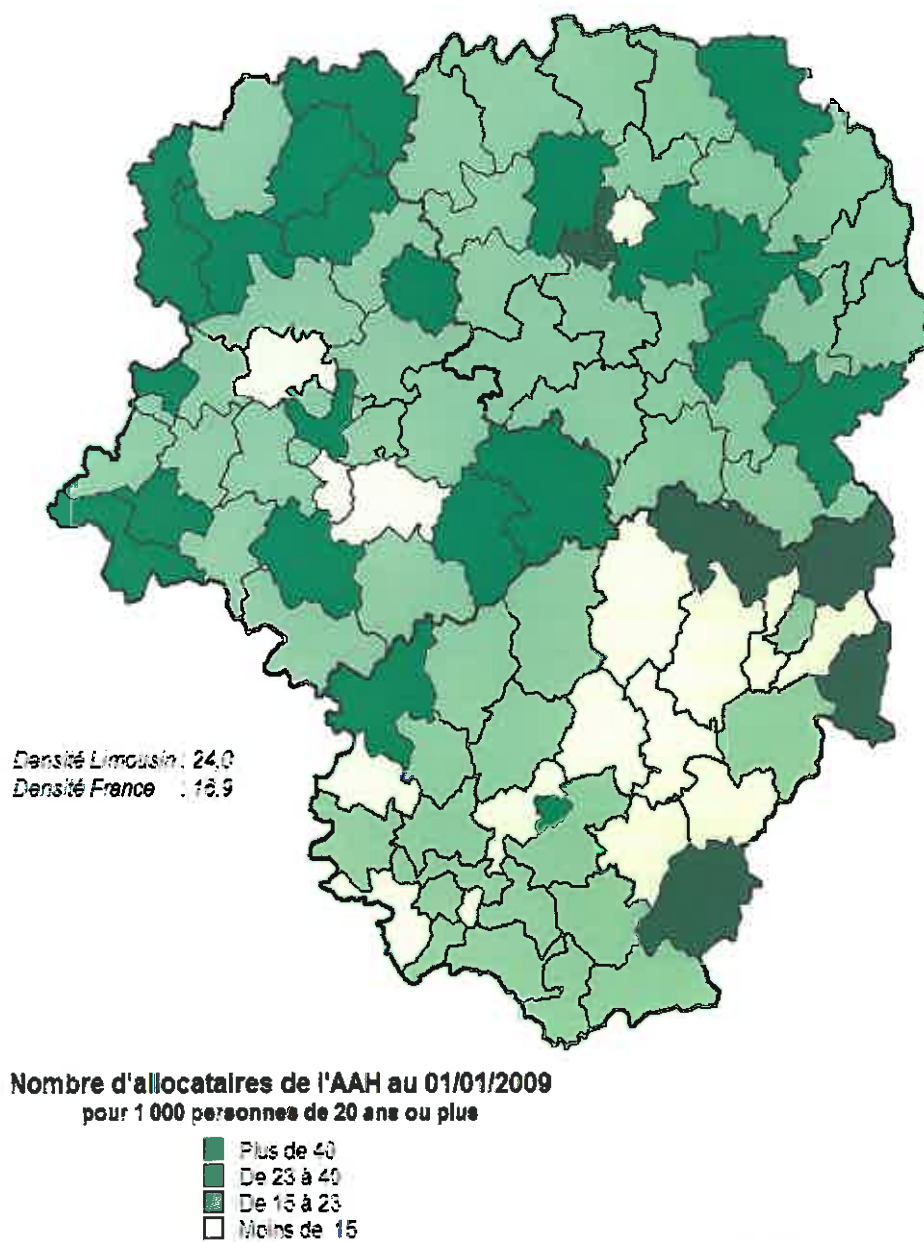 Densité Limousin : 24,0
Densité France : 16,9
Nombre d'allocataires de l'AAH au 01/01/2009
pour 1 000 personnes de 20 ans ou plus
Plus de 40
De 23 à 40
De 15 à 23
Moins de 15